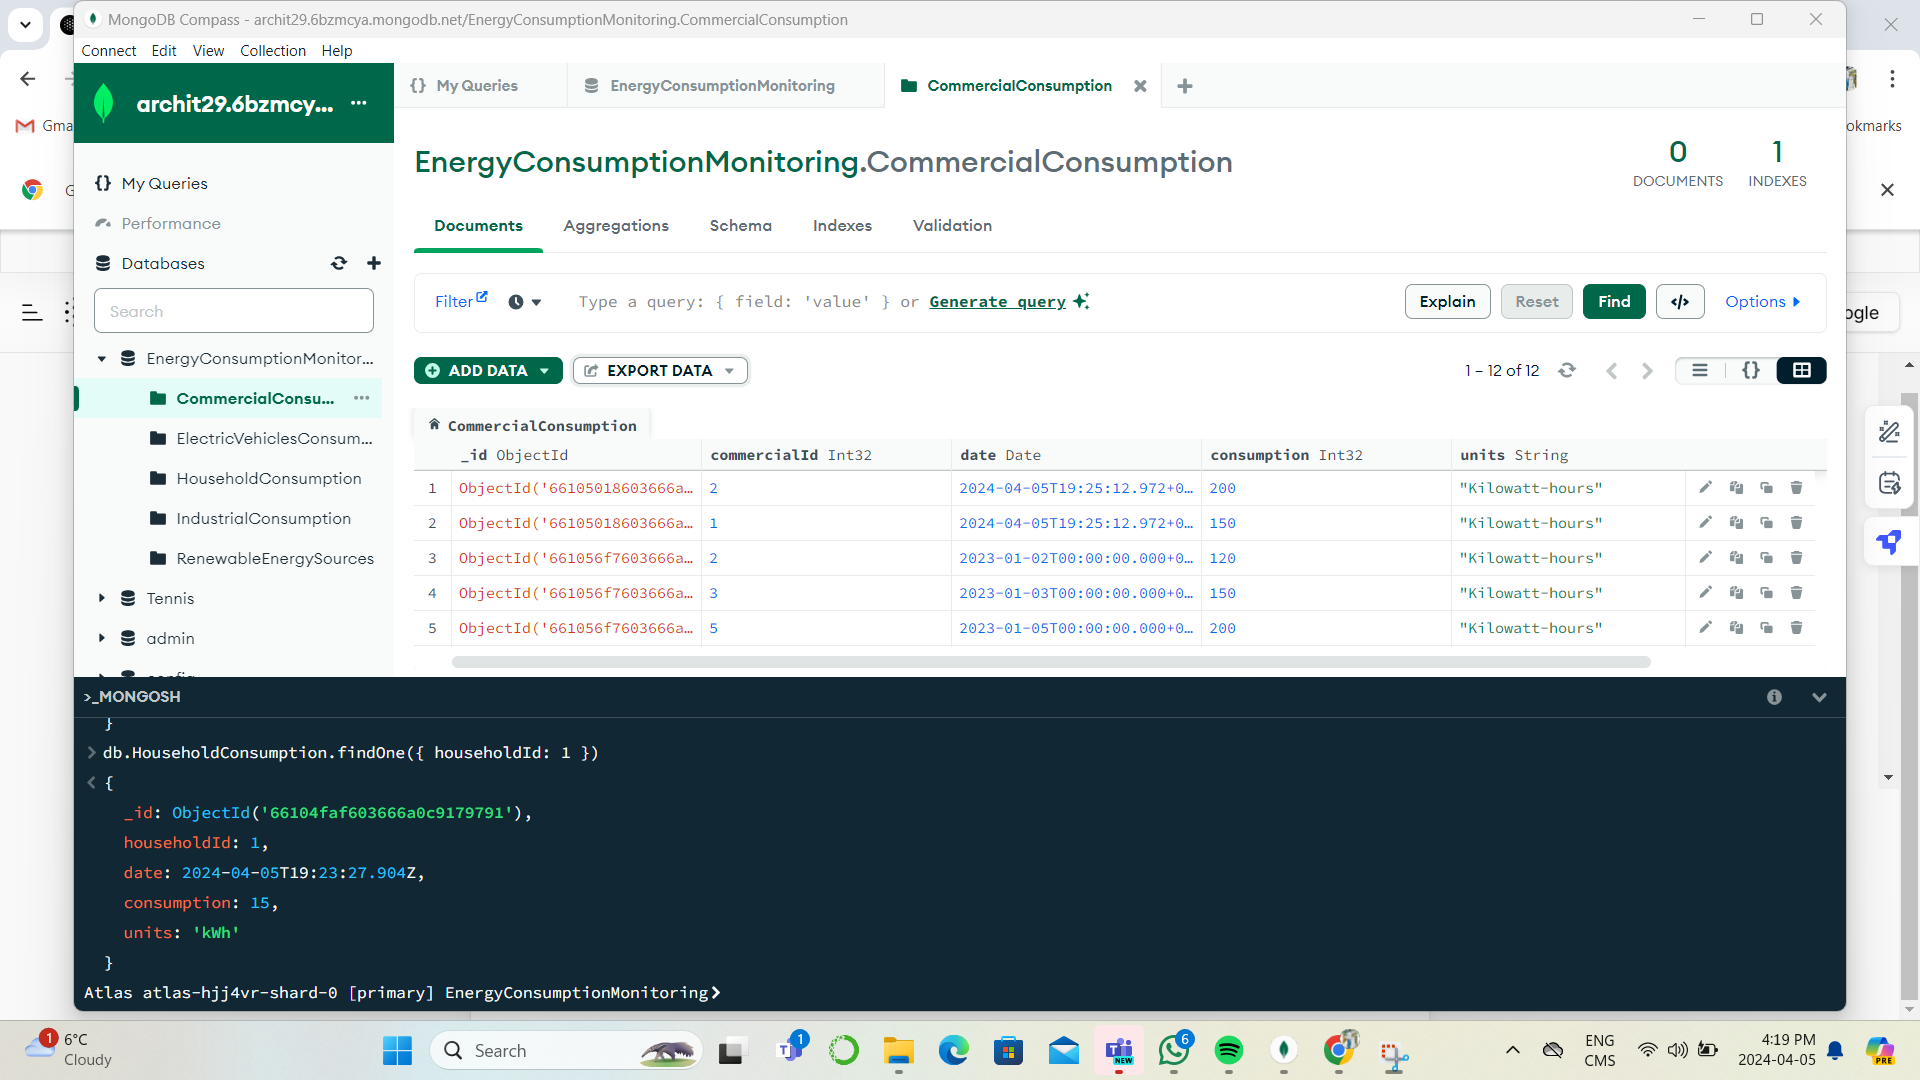 MongoDB Compass - archit29.6bzmcya.mongodb.net/EnergyConsumptionMonitoring.CommercialConsumption
Connect Edit View Collection Help
archit29.6bzmcy... ...
{} My Queries
EnergyConsumptionMonitoring
CommercialConsumption
Gma
okmarks
EnergyConsumptionMonitoring.CommercialConsumption
0
DOCUMENTS
1
INDEXES
{} My Queries
Performance
Databases
Search
Documents Aggregations Schema Indexes Validation
Filter
Type a query: { field: 'value' } or Generate query
Explain Reset Find </> Options
ogle
EnergyConsumptionMonitor...
CommercialConsu... ...
ElectricVehiclesConsum...
HouseholdConsumption
IndustrialConsumption
RenewableEnergySources
Tennis
admin
ADD DATA
EXPORT DATA
1 – 12 of 12
{}
CommercialConsumption
_id ObjectId commercialId Int32 date Date consumption Int32 units String
1 ObjectId('66105018603666a… 2 2024-04-05T19:25:12.972+0… 200 "Kilowatt-hours"
2 ObjectId('66105018603666a… 1 2024-04-05T19:25:12.972+0… 150 "Kilowatt-hours"
3 ObjectId('661056f7603666a… 2 2023-01-02T00:00:00.000+0… 120 "Kilowatt-hours"
4 ObjectId('661056f7603666a… 3 2023-01-03T00:00:00.000+0… 150 "Kilowatt-hours"
5 ObjectId('661056f7603666a… 5 2023-01-05T00:00:00.000+0… 200 "Kilowatt-hours"
>_MONGOSH
}
> db.HouseholdConsumption.findOne({ householdId: 1 })
< {
_id: ObjectId('66104faf603666a0c9179791'),
householdId: 1,
date: 2024-04-05T19:23:27.904Z,
consumption: 15,
units: 'kWh'
}
Atlas atlas-hjj4vr-shard-0 [primary] EnergyConsumptionMonitoring>
1
6°C
Cloudy
Search
1
NEW
6
ENG
CMS
4:19 PM
2024-04-05
PRE